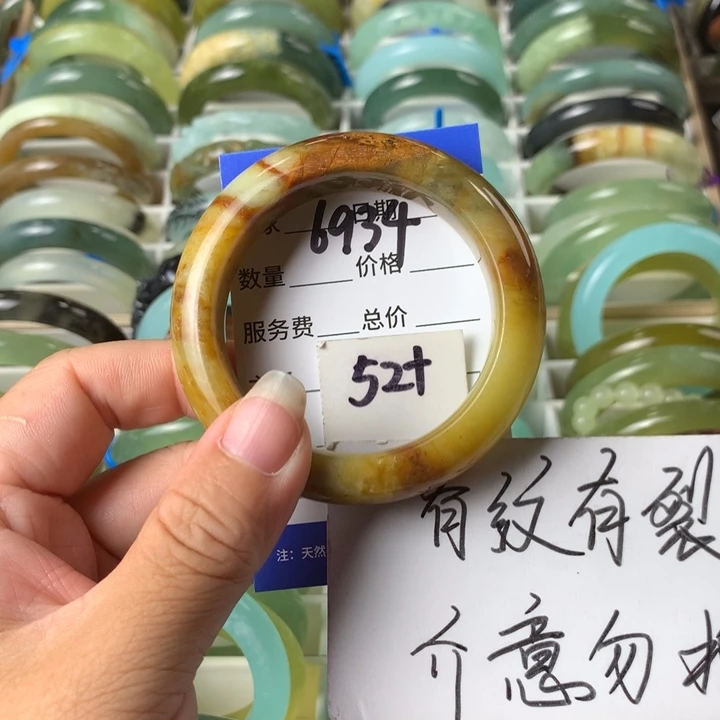 日期
6934
数量 价格
服务费 总价
52+
注：天然
有纹有裂
介意勿